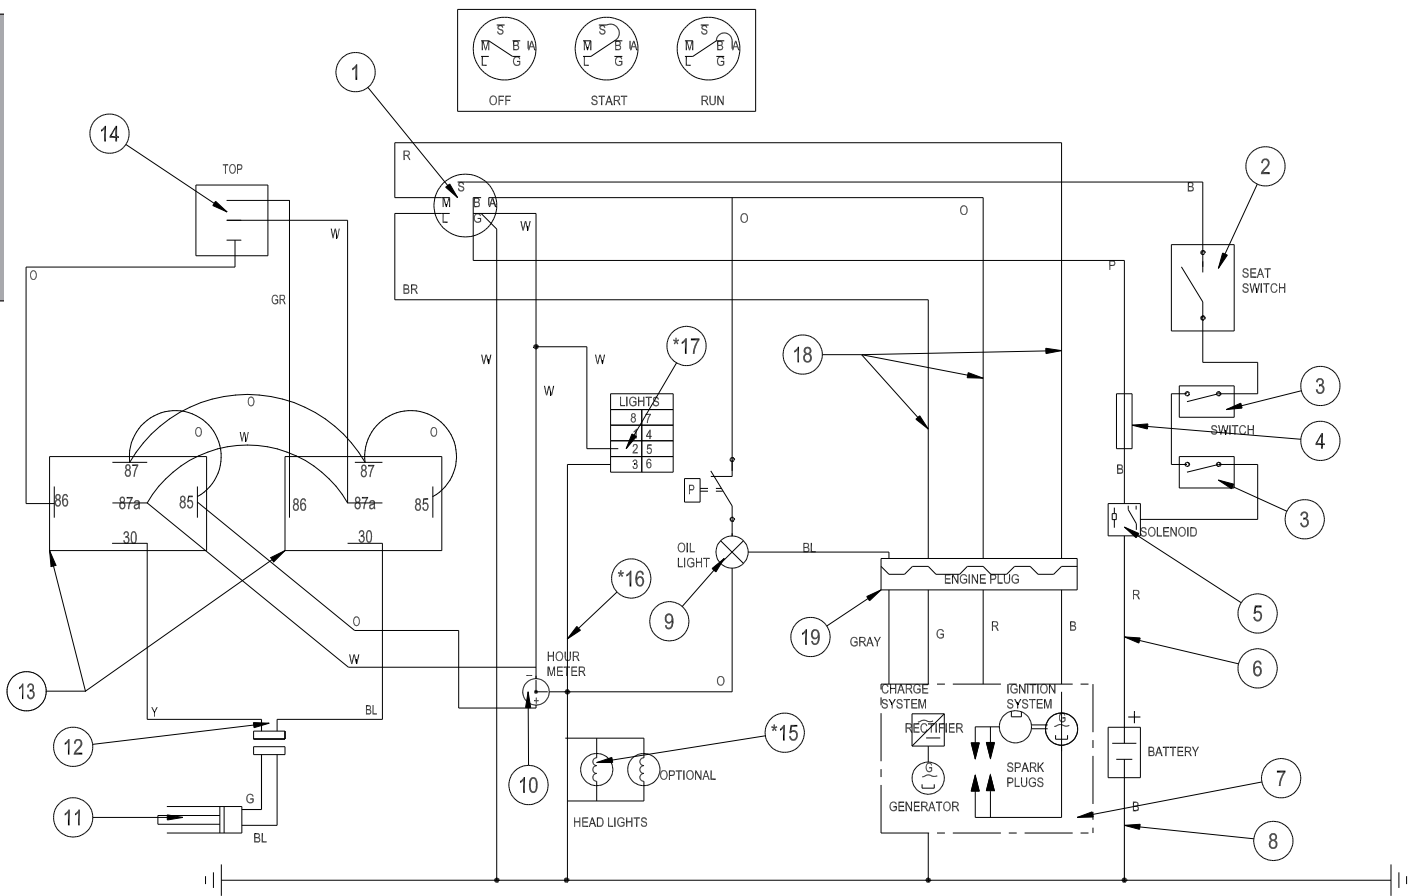 S S S
M B A M B A M B A
L G L G L G
OFF START RUN
1
14
R
2
TOP
S
B
M B A
L G
W
O
O
W
P
O
SEAT
SWITCH
GR
BR
*17
18
W
W
W
3
LIGHTS
8 7
4
2 5
3 6
O
O
O
W
SWITCH
4
87
87
B
P
86
87a
85
86
87a
85
3
30
30
SOLENOID
OIL
LIGHT
BL
ENGINE PLUG
*16
R
5
9
19
O
GRAY
G
R
B
W
HOUR
METER
6
13
–
+
O
CHARGE
SYSTEM
IGNITION
SYSTEM
Y
BL
+
12
RECTIFIER
G
*15
BATTERY
G
SPARK
PLUGS
OPTIONAL
10
7
G
GENERATOR
B
11
HEAD LIGHTS
BL
8